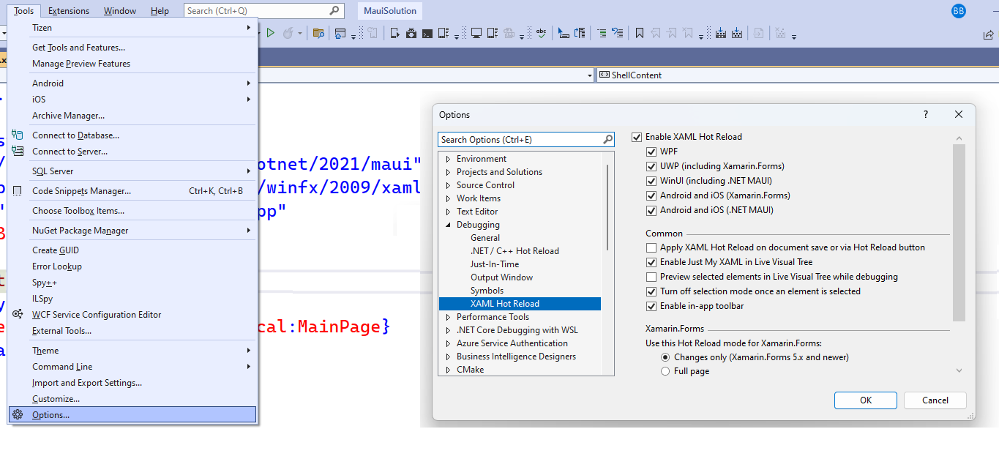 Tools Extensions Window Help Search (Ctrl+Q) MauiSolution BB
Tizen
Get Tools and Features...
Manage Preview Features
Android
iOS
Archive Manager...
Connect to Database...
Connect to Server...
SQL Server
Code Snippets Manager... Ctrl+K, Ctrl+B
Choose Toolbox Items...
NuGet Package Manager
Create GUID
Error Lookup
Spy++
ILSpy
WCF Service Configuration Editor
External Tools...
Theme
Command Line
Import and Export Settings...
Customize...
Options...
abc
.x
ShellContent
otnet/2021/maui"
/winfx/2009/xaml
pp"
cal:MainPage}
Options ?
Search Options (Ctrl+E)
Environment
Projects and Solutions
Source Control
Work Items
Text Editor
Debugging
General
.NET / C++ Hot Reload
Just-In-Time
Output Window
Symbols
XAML Hot Reload
Performance Tools
.NET Core Debugging with WSL
Azure Service Authentication
Business Intelligence Designers
CMake
Enable XAML Hot Reload
WPF
UWP (including Xamarin.Forms)
WinUI (including .NET MAUI)
Android and iOS (Xamarin.Forms)
Android and iOS (.NET MAUI)
Common
Apply XAML Hot Reload on document save or via Hot Reload button
Enable Just My XAML in Live Visual Tree
Preview selected elements in Live Visual Tree while debugging
Turn off selection mode once an element is selected
Enable in-app toolbar
Xamarin.Forms
Use this Hot Reload mode for Xamarin.Forms:
Changes only (Xamarin.Forms 5.x and newer)
Full page
OK Cancel